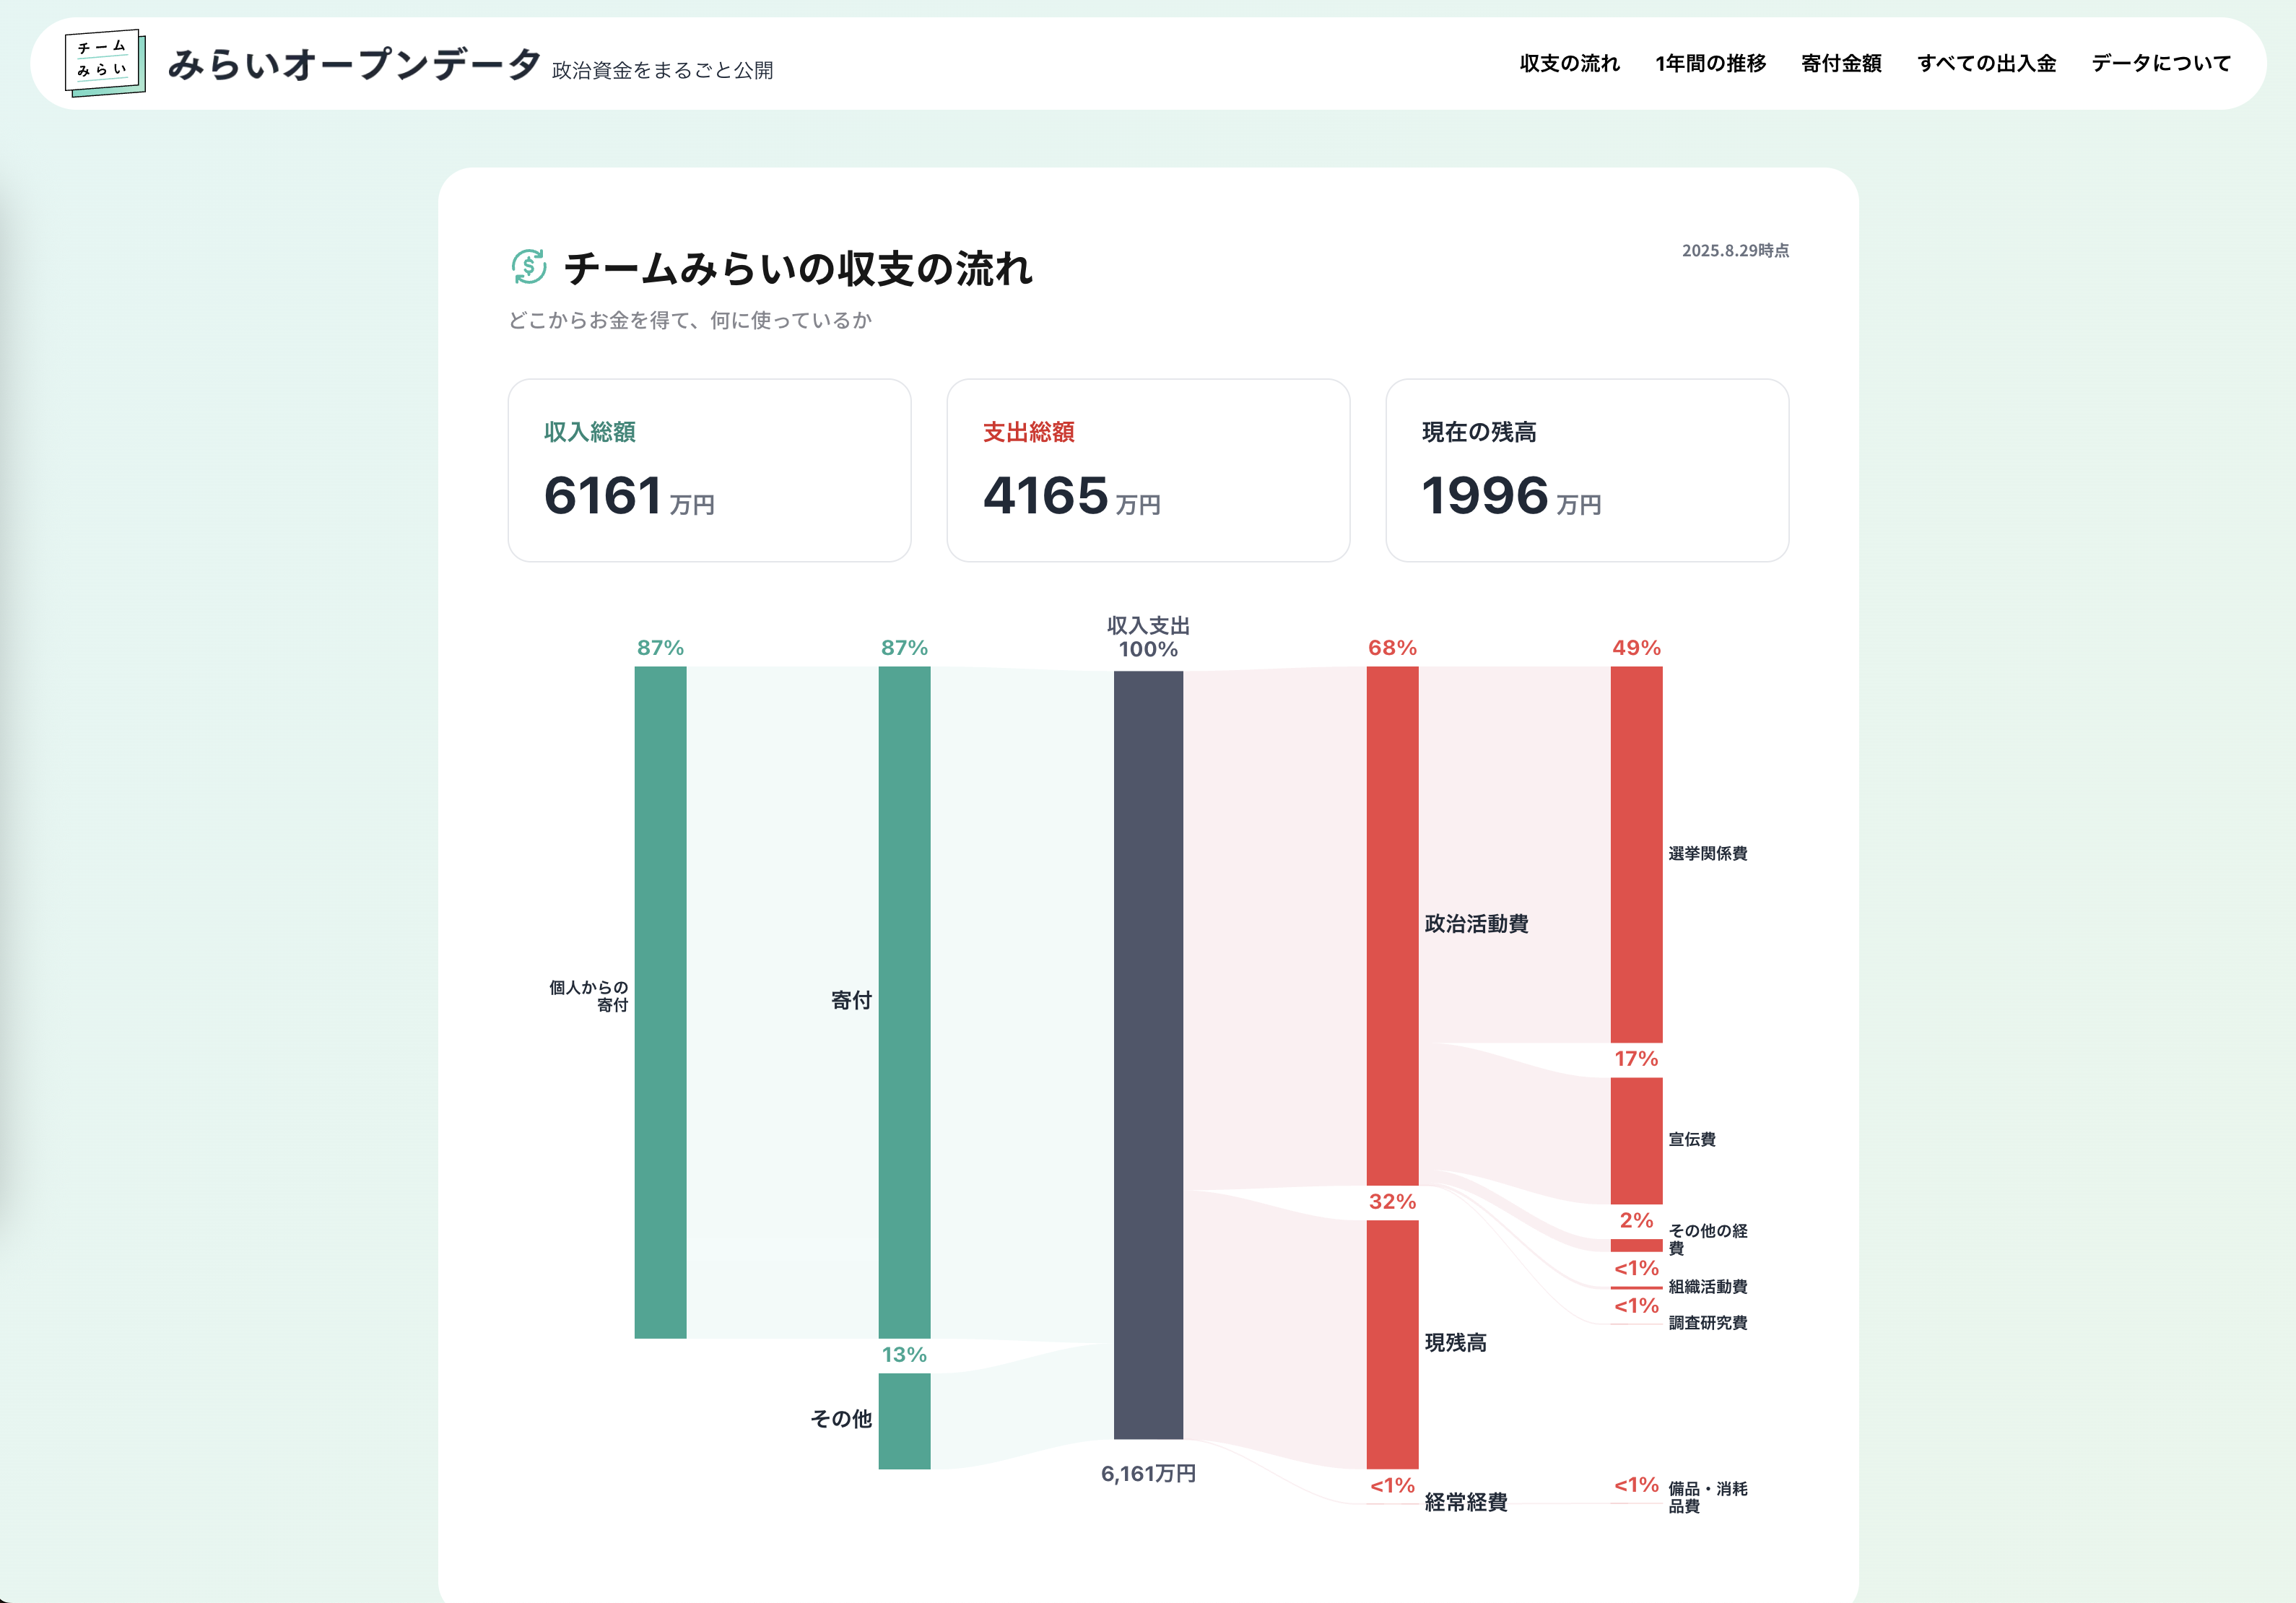 チーム
みらい
みらいオープンデータ 政治資金をまるごと公開
収支の流れ 1年間の推移 寄付金額 すべての出入金 データについて
チームみらいの収支の流れ
2025.8.29時点
どこからお金を得て、何に使っているか
収入総額
6161 万円
支出総額
4165 万円
現在の残高
1996 万円
87%
個人からの
寄付
87%
寄付
13%
その他
収入支出
100%
6,161万円
68%
政治活動費
32%
現残高
<1%
経常経費
49%
選挙関係費
17%
宣伝費
2%
その他の経
費
<1%
組織活動費
<1%
調査研究費
<1%
備品・消耗
品費